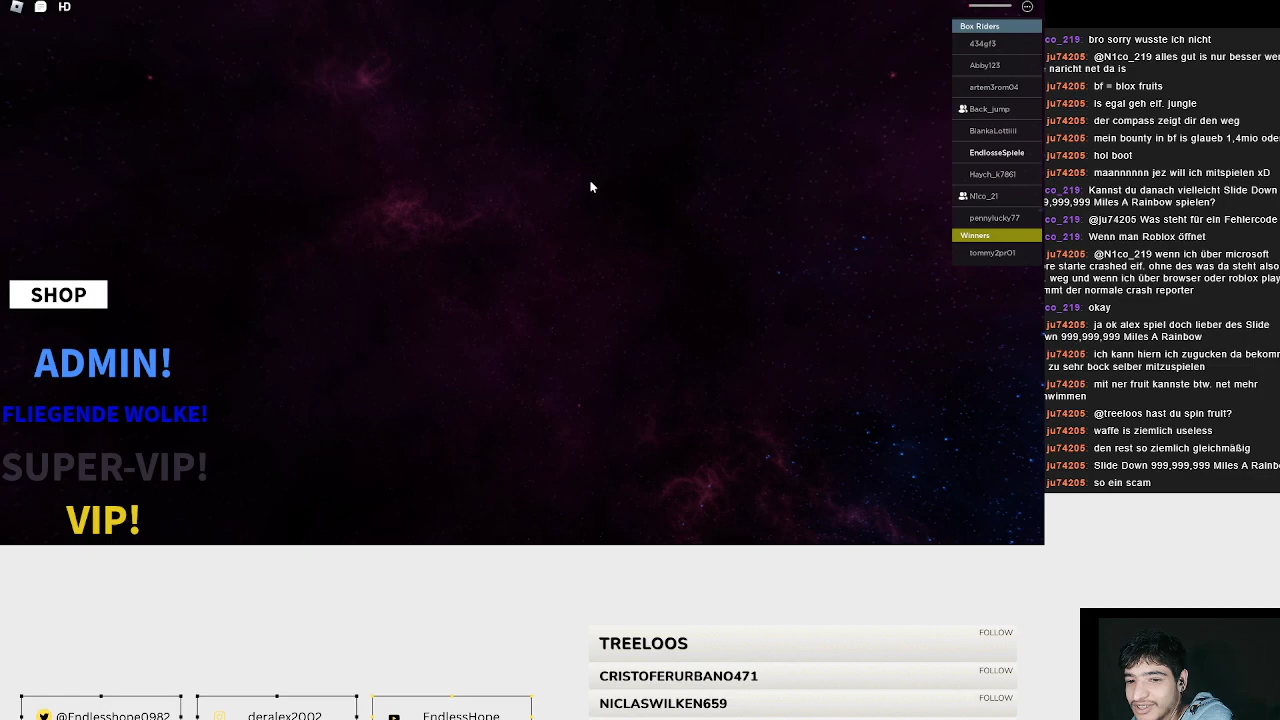 HD
Box Riders
434gf3
Abby123
artem3rom04
Back_jump
BiankaLottiiii
EndlosseSpiele
Haych_k7861
N1co_21
pennylucky77
Winners
tommy2prO1
SHOP
ADMIN!
FLIEGENDE WOLKE!
SUPER-VIP!
VIP!
co_219: bro sorry wusste ich nicht
ju74205: @N1co_219 alles gut is nur besser wer
naricht net da is
ju74205: bf = blox fruits
ju74205: is egal geh eif. jungle
ju74205: der compass zeigt dir den weg
ju74205: mein bounty in bf is glaueb 1,4mio ode
ju74205: hol boot
ju74205: maannnnnn jez will ich mitspielen xD
co_219: Kannst du danach vielleicht Slide Down
9,999,999 Miles A Rainbow spielen?
co_219: @ju74205 Was steht für ein Fehlercode
co_219: Wenn man Roblox öffnet
ju74205: @N1co_219 wenn ich über microsoft
re starte crashed eif. ohne des was da steht also
weg und wenn ich über browser oder roblox play
mmt der normale crash reporter
co_219: okay
ju74205: ja ok alex spiel doch lieber des Slide
wn 999,999,999 Miles A Rainbow
ju74205: ich kann hiern ich zugucken da bekomm
zu sehr bock selber mitzuspielen
ju74205: mit ner fruit kannste btw. net mehr
hwimmen
ju74205: @treeloos hast du spin fruit?
ju74205: waffe is ziemlich useless
ju74205: den rest so ziemlich gleichmäßig
ju74205: Slide Down 999,999,999 Miles A Rainbo
ju74205: so ein scam
TREELOOS FOLLOW
CRISTOFERURBANO471 FOLLOW
NICLASWILKEN659 FOLLOW
@Endlesshope0982
deralex2002
EndlessHope